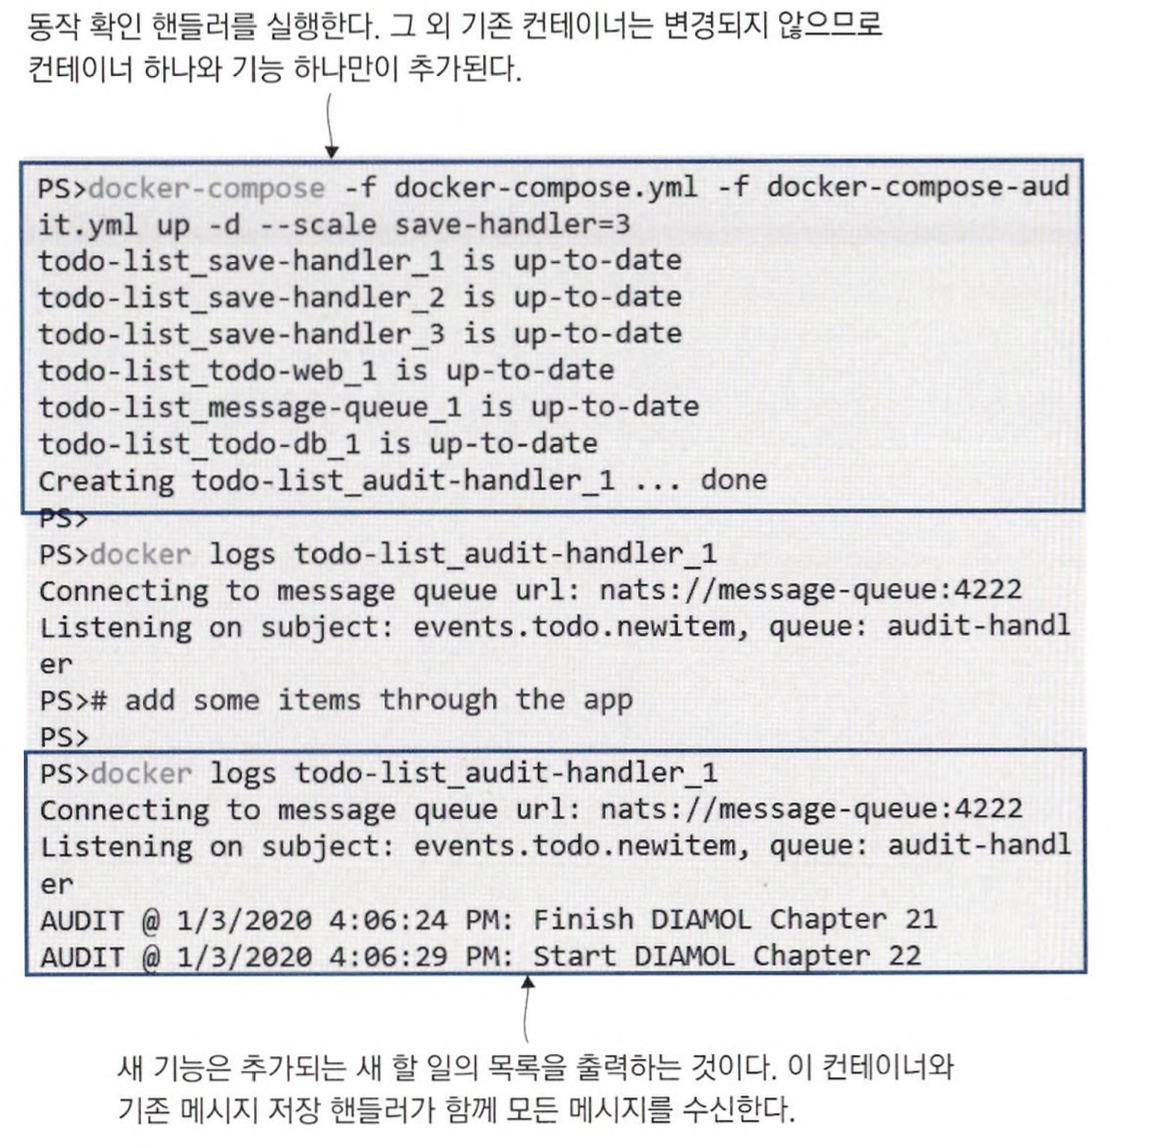 동작 확인 핸들러를 실행한다. 그 외 기존 컨테이너는 변경되지 않으므로
컨테이너 하나와 기능 하나만이 추가된다.
PS>docker-compose -f docker-compose.yml -f docker-compose-aud
it.yml up -d --scale save-handler=3
todo-list_save-handler_1 is up-to-date
todo-list_save-handler_2 is up-to-date
todo-list_save-handler_3 is up-to-date
todo-list_todo-web_1 is up-to-date
todo-list_message-queue_1 is up-to-date
todo-list_todo-db_1 is up-to-date
Creating todo-list_audit-handler_1 ... done
PS>
PS>docker logs todo-list_audit-handler_1
Connecting to message queue url: nats://message-queue:4222
Listening on subject: events.todo.newitem, queue: audit-handl
er
PS># add some items through the app
PS>
PS>docker logs todo-list_audit-handler_1
Connecting to message queue url: nats://message-queue:4222
Listening on subject: events.todo.newitem, queue: audit-handl
er
AUDIT @ 1/3/2020 4:06:24 PM: Finish DIAMOL Chapter 21
AUDIT @ 1/3/2020 4:06:29 PM: Start DIAMOL Chapter 22
새 기능은 추가되는 새 할 일의 목록을 출력하는 것이다. 이 컨테이너와
기존 메시지 저장 핸들러가 함께 모든 메시지를 수신한다.